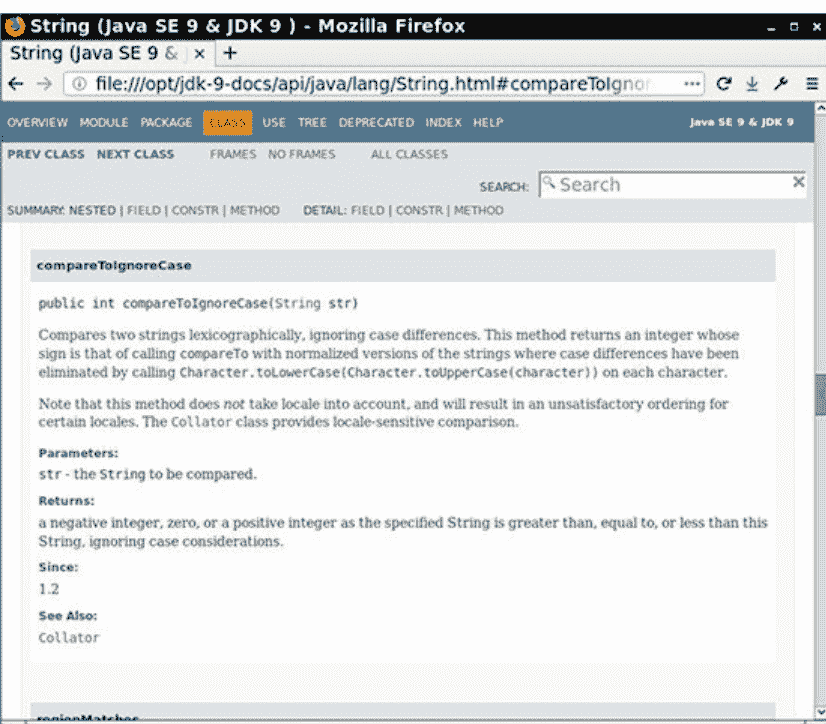 String (Java SE 9 & JDK 9 ) - Mozilla Firefox
String (Java SE 9 &
file:///opt/jdk-9-docs/api/java/lang/String.html#compareToIgnor
OVERVIEW MODULE PACKAGE CLASS USE TREE DEPRECATED INDEX HELP Java SE 9 & JDK 9
PREV CLASS NEXT CLASS FRAMES NO FRAMES ALL CLASSES
SEARCH: Search
SUMMARY: NESTED | FIELD | CONSTR | METHOD DETAIL: FIELD | CONSTR | METHOD
compareToIgnoreCase
public int compareToIgnoreCase(String str)
Compares two strings lexicographically, ignoring case differences. This method returns an integer whose
sign is that of calling compareTo with normalized versions of the strings where case differences have been
eliminated by calling Character.toLowerCase(Character.toUpperCase(character)) on each character.
Note that this method does not take locale into account, and will result in an unsatisfactory ordering for
certain locales. The Collator class provides locale-sensitive comparison.
Parameters:
str - the String to be compared.
Returns:
a negative integer, zero, or a positive integer as the specified String is greater than, equal to, or less than this
String, ignoring case considerations.
Since:
1.2
See Also:
Collator
regionMatches